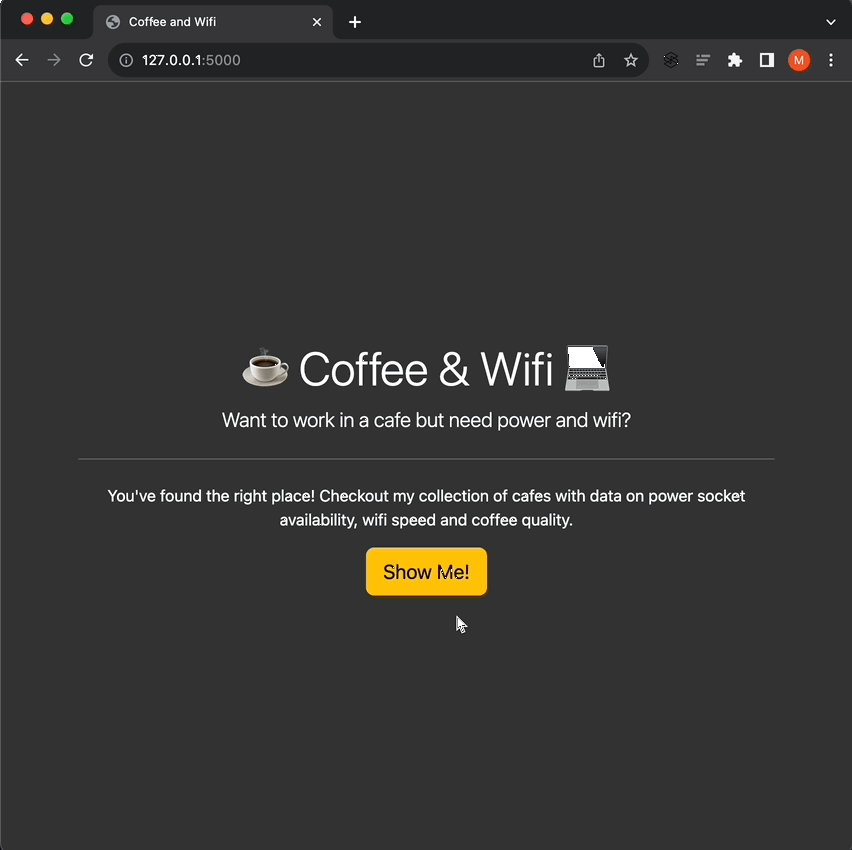 Coffee and Wifi
127.0.0.1:5000
M
Coffee & Wifi
Want to work in a cafe but need power and wifi?
You've found the right place! Checkout my collection of cafes with data on power socket
availability, wifi speed and coffee quality.
Show Me!